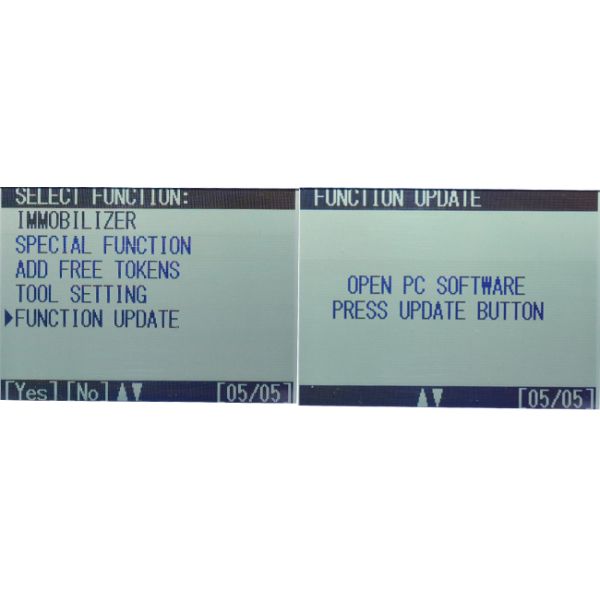 SELECT FUNCTION:
IMMOBILIZER
SPECIAL FUNCTION
ADD FREE TOKENS
TOOL SETTING
▶FUNCTION UPDATE
[Yes] [No] ▲▼ [05/05]
FUNCTION UPDATE
OPEN PC SOFTWARE
PRESS UPDATE BUTTON
▲▼ [05/05]